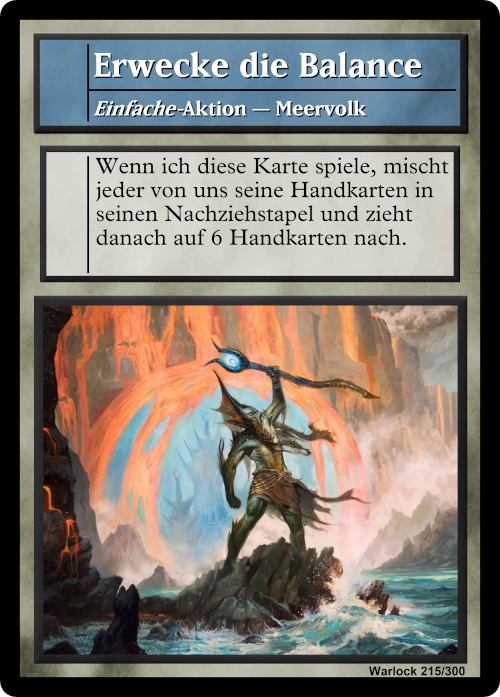 Erwecke die Balance
Einfache-Aktion — Meervolk
Wenn ich diese Karte spiele, mischt
jeder von uns seine Handkarten in
seinen Nachziehstapel und zieht
danach auf 6 Handkarten nach.
Warlock 215/300